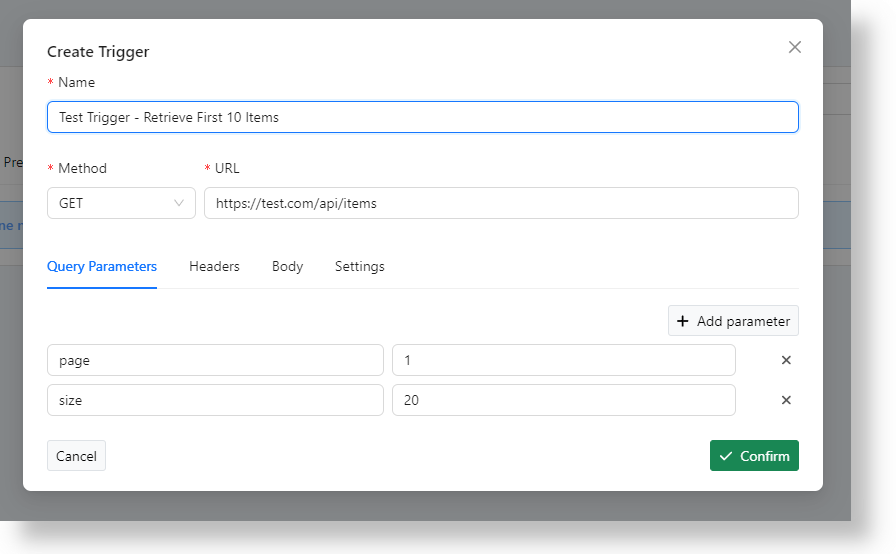 Create Trigger
* Name
Test Trigger - Retrieve First 10 Items
* Method
* URL
Pre
GET
https://test.com/api/items
ne r
Query Parameters
Headers
Body
Settings
Add parameter
page
1
size
20
Cancel
Confirm